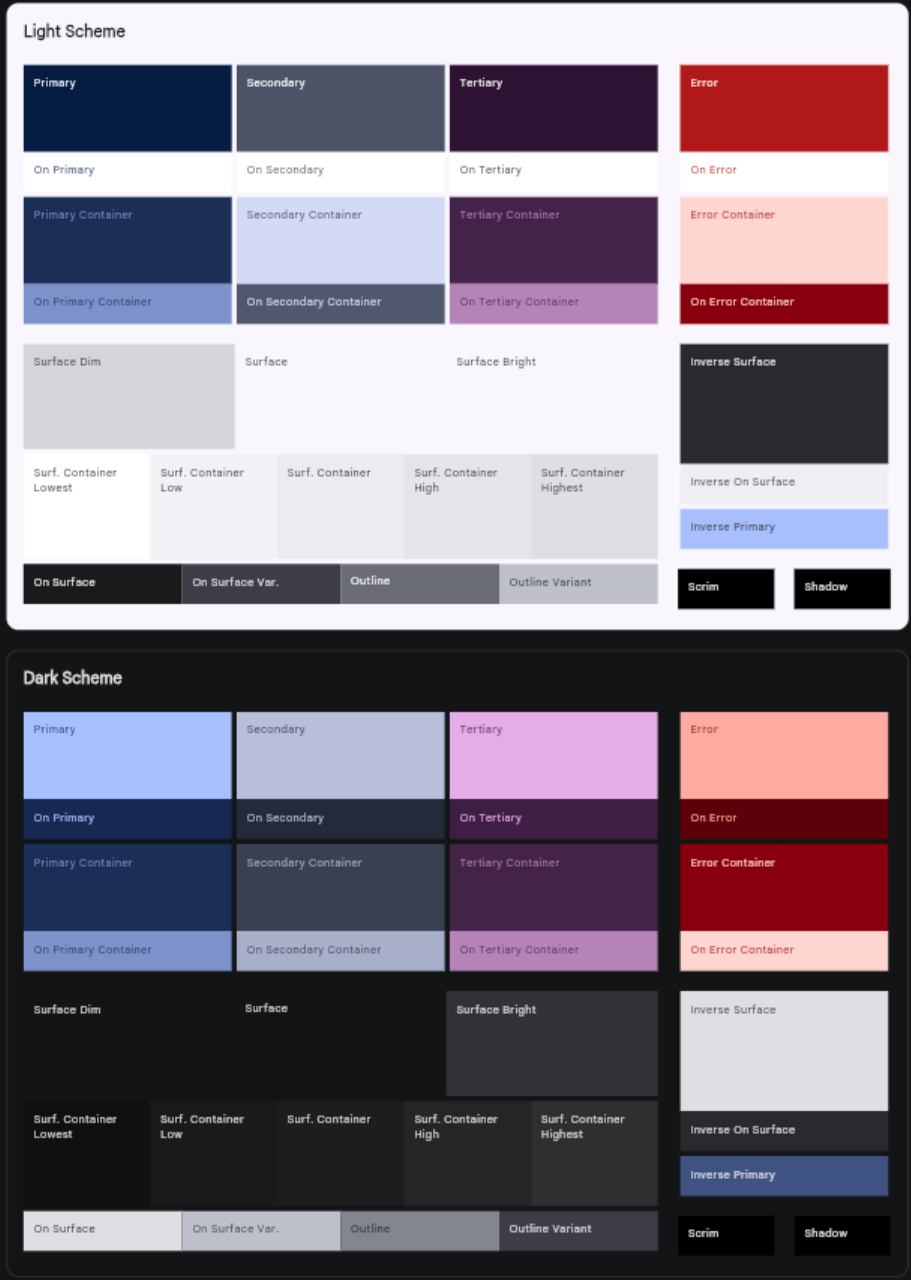 Light Scheme
Primary
Secondary
Tertiary
Error
On Primary
On Secondary
On Tertiary
On Error
Primary Container
Secondary Container
Tertiary Container
Error Container
On Primary Container
On Secondary Container
On Tertiary Container
On Error Container
Surface Dim
Surface
Surface Bright
Inverse Surface
Surf. Container
Lowest
Surf. Container
Low
Surf. Container
Surf. Container
High
Surf. Container
Highest
Inverse On Surface
Inverse Primary
On Surface
On Surface Var.
Outline
Outline Variant
Scrim
Shadow
Dark Scheme
Primary
Secondary
Tertiary
Error
On Primary
On Secondary
On Tertiary
On Error
Primary Container
Secondary Container
Tertiary Container
Error Container
On Primary Container
On Secondary Container
On Tertiary Container
On Error Container
Surface Dim
Surface
Surface Bright
Inverse Surface
Surf. Container
Lowest
Surf. Container
Low
Surf. Container
Surf. Container
High
Surf. Container
Highest
Inverse On Surface
Inverse Primary
On Surface
On Surface Var.
Outline
Outline Variant
Scrim
Shadow